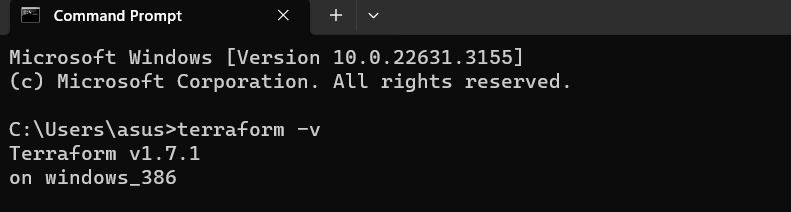 Command Prompt
Microsoft Windows [Version 10.0.22631.3155]
(c) Microsoft Corporation. All rights reserved.
C:\Users\asus>terraform -v
Terraform v1.7.1
on windows_386